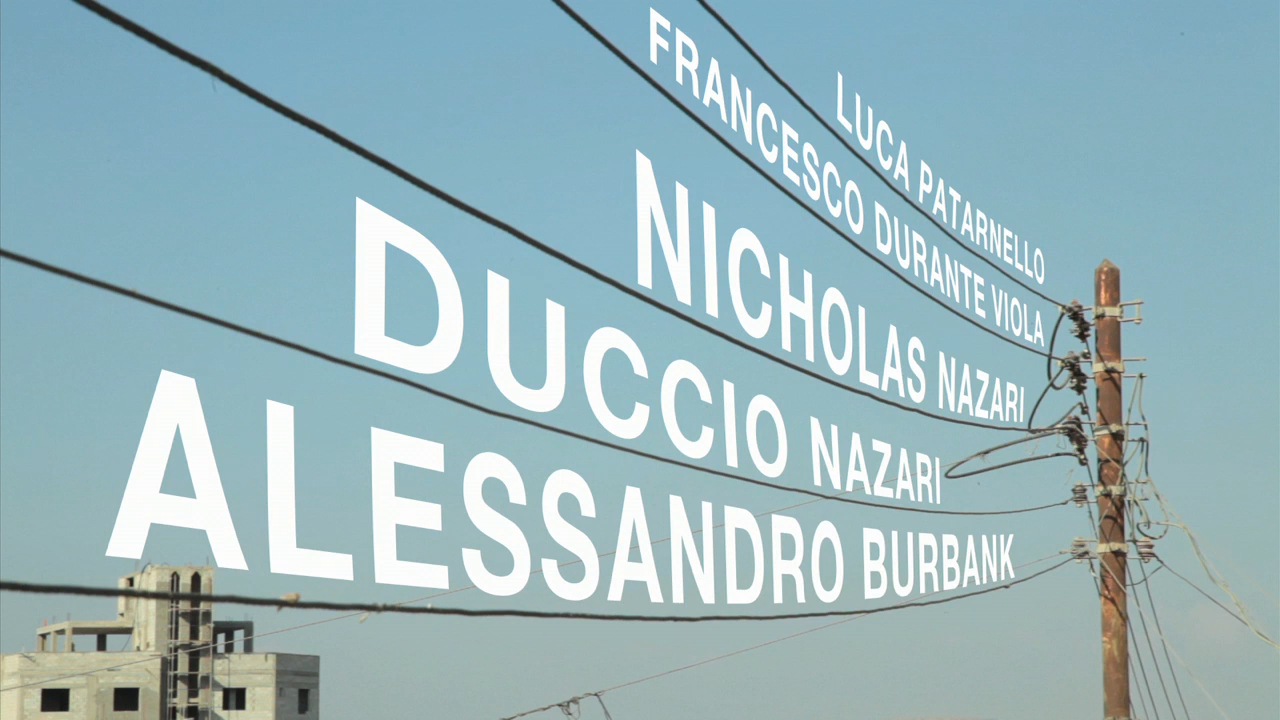 LUCA PATARNELLO
FRANCESCO DURANTE VIOLA
NICHOLAS NAZARI
DUCCIO NAZARI
ALESSANDRO BURBANK